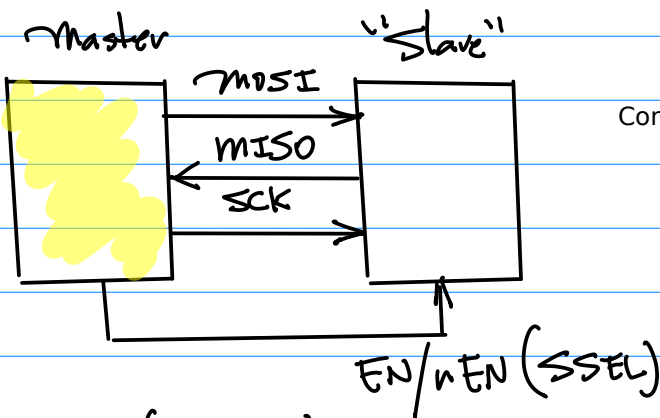 Master "Slave"
MOSI
Cor
MISO
SCK
EN/nEN (SSEL)